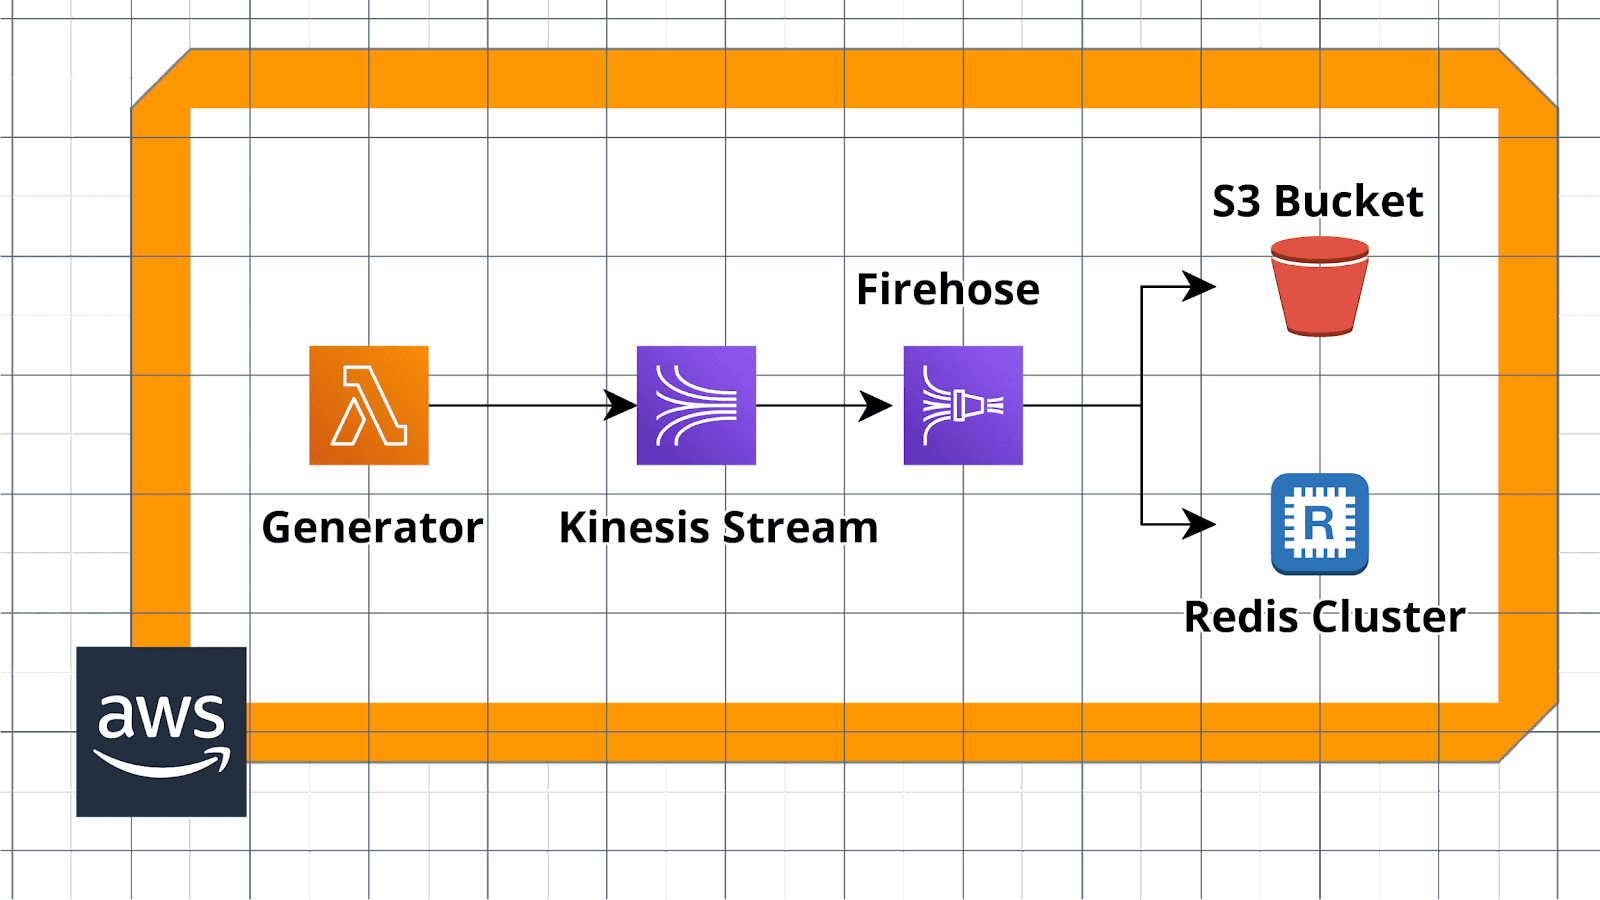 S3 Bucket
Firehose
Generator
Kinesis Stream
R
Redis Cluster
aws